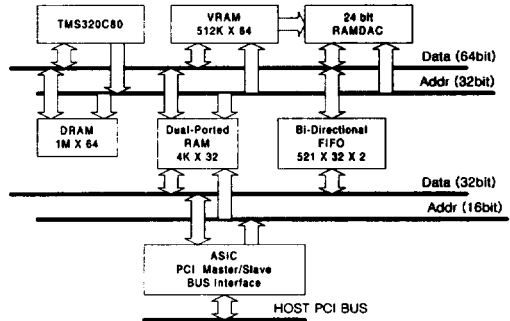 TMS320C80
VRAM
512K X 64
24 bit
RAMDAC
Data (64bit)
Addr (32bit)
DRAM
1M X 64
Dual-Ported
RAM
4K X 32
Bi-Directional
FIFO
521 X 32 X 2
Data (32bit)
Addr (16bit)
ASIC
PCI Master/Slave
BUS Interface
HOST PCI BUS